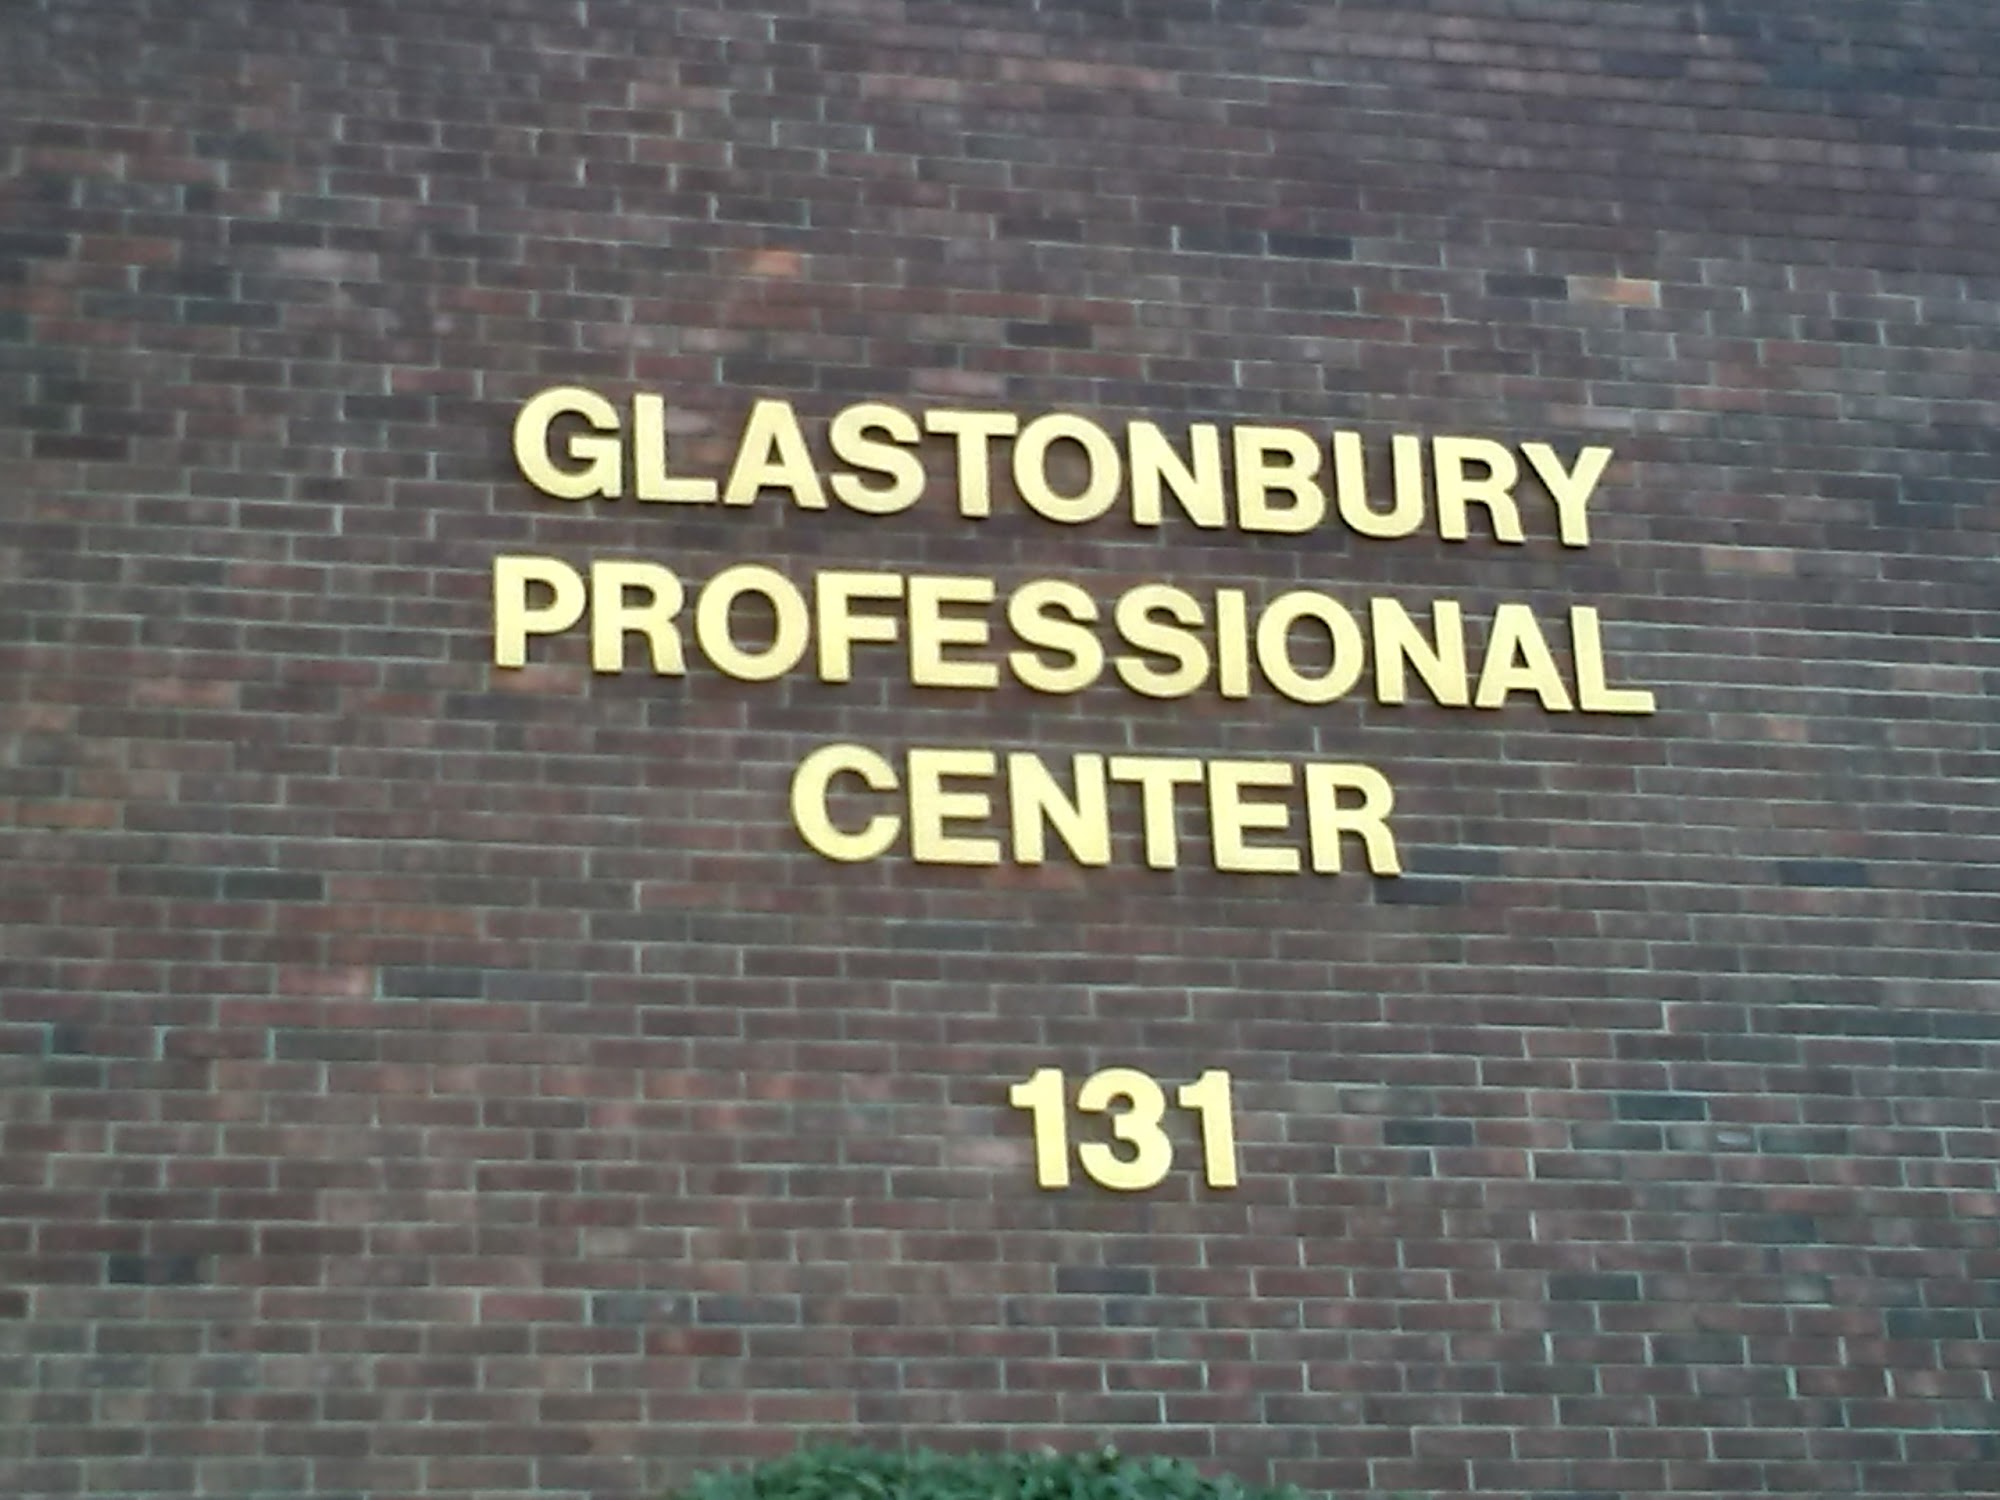 GLASTONBURY
PROFESSIONAL
CENTER
131